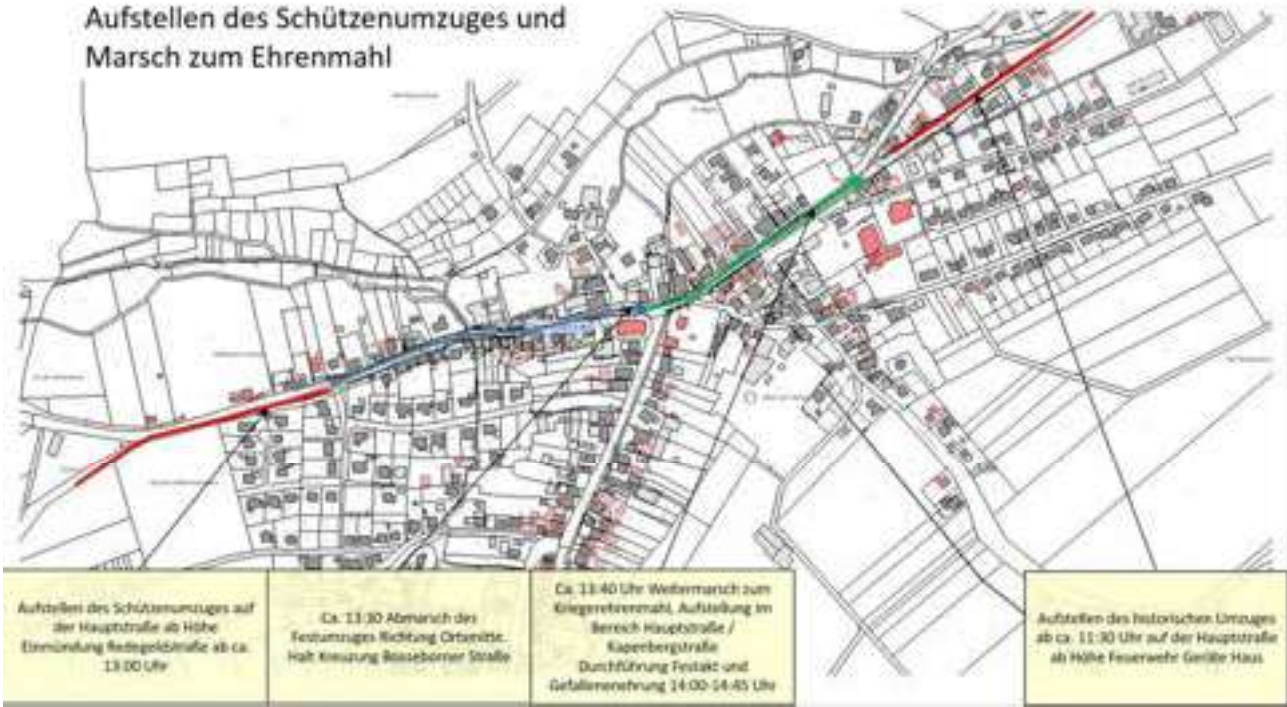 Aufstellen des Schützenumzuges und
Marsch zum Ehrenmahl
Aufstellen des Schützenumzuges auf
der Hauptstraße ab Höhe
Einmündung Redegeldstraße ab ca.
13:00 Uhr
Ca. 13:30 Abmarsch des
Festumzuges Richtung Ortsmitte.
Halt Kreuzung Bosseborner Straße
Ca. 13:40 Uhr Weitermarsch zum
Kriegerehrenmahl, Aufstellung im
Bereich Hauptstraße /
Kapenbergstraße
Durchführung Festakt und
Gefallenenehrung 14:00-14:45 Uhr
Aufstellen des historischen Umzuges
ab ca. 11:30 Uhr auf der Hauptstraße
ab Höhe Feuerwehr Geräte Haus